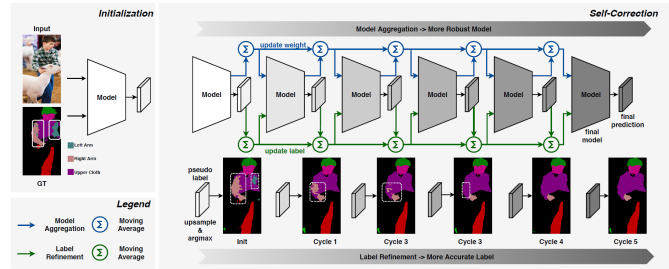 Initialization
Input
Model
Left Arm
Right Arm
Upper Cloth
GT
Legend
Model
Aggregation
Σ
Moving
Average
Label
Refinement
Σ
Moving
Average
Self-Correction
Model Aggregation -> More Robust Model
update weight
Σ
Σ
Σ
Σ
Σ
Model
Model
Model
Model
Model
Model
final
prediction
final
model
Σ
Σ
Σ
Σ
Σ
update label
pseudo
label
upsample
&
argmax
Init
Cycle 1
Cycle 3
Cycle 3
Cycle 4
Cycle 5
Label Refinement -> More Accurate Label